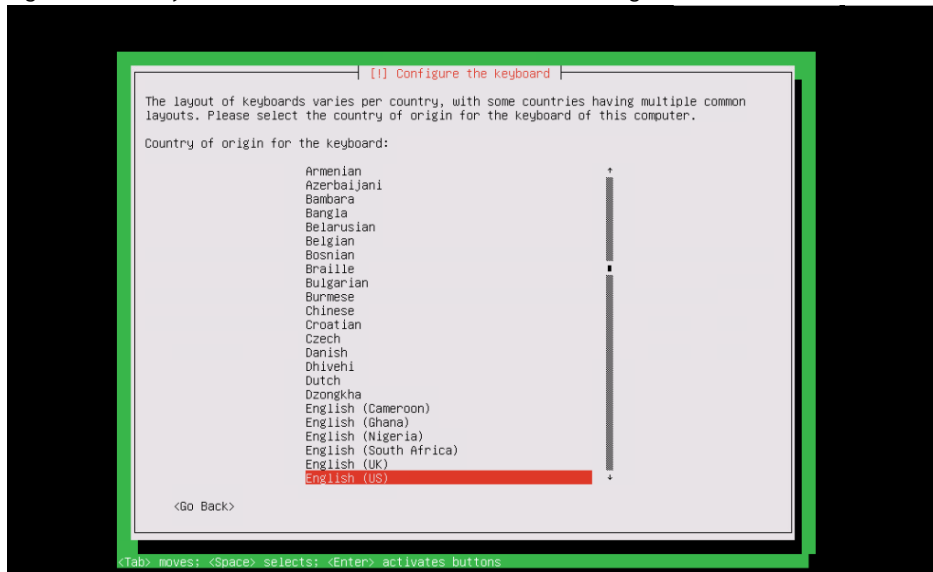 [!] Configure the keyboard
The layout of keyboards varies per country, with some countries having multiple common
layouts. Please select the country of origin for the keyboard of this computer.
Country of origin for the keyboard:
Armenian
Azerbaijani
Bambara
Bangla
Belarusian
Belgian
Bosnian
Braille
Bulgarian
Burmese
Chinese
Croatian
Czech
Danish
Dhivehi
Dutch
Dzongkha
English (Cameroon)
English (Ghana)
English (Nigeria)
English (South Africa)
English (UK)
English (US)
<Go Back>
<Tab> moves; <Space> selects; <Enter> activates buttons